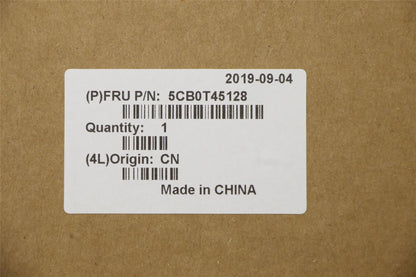 2019-09-04
(P)FRU P/N: 5CB0T45128
Quantity: 1
(4L)Origin: CN
Made in CHINA